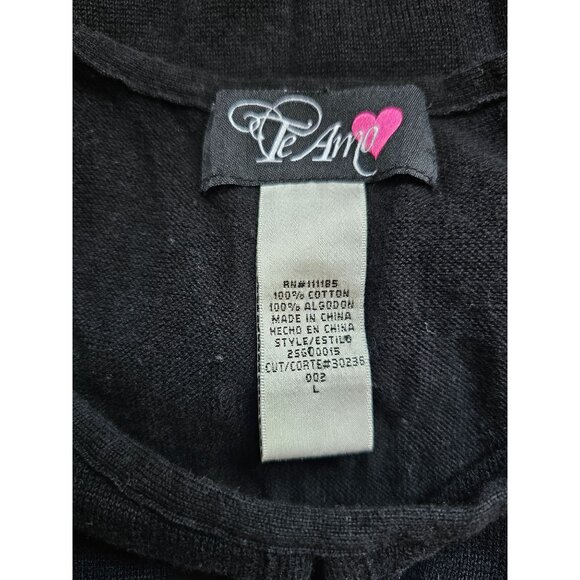 Te Amo
RN#111185
100% COTTON
100% ALGODON
MADE IN CHINA
HECHO EN CHINA
STYLE/ESTILO
25600015
CUT/CORTE#30236
002
L